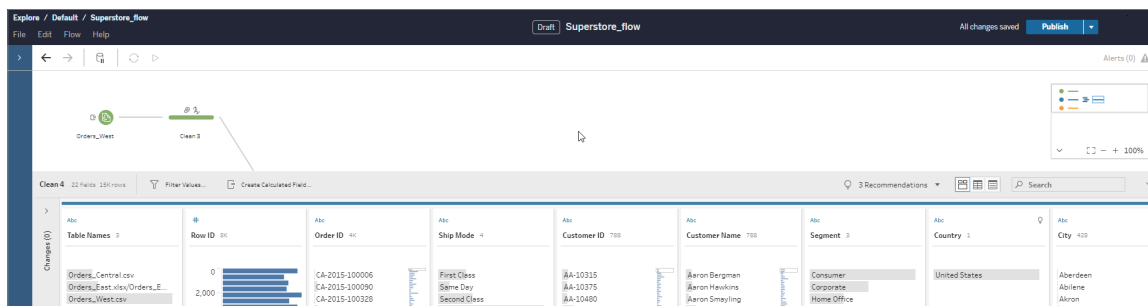 Explore / Default / Superstore_flow
Draft Superstore_flow
All changes saved
Publish
File Edit Flow Help
Alerts (0)
Orders_West
Clean 3
100%
Clean 4 22 fields 15K rows
Filter Values...
Create Calculated Field...
3 Recommendations
Search
Changes (0)
Abc
Table Names 3
Orders_Central.csv
Orders_East.xlsx/Orders_E...
Orders_West.csv
#
Row ID 8K
0
2,000
Abc
Order ID 4K
CA-2015-100006
CA-2015-100090
CA-2015-100328
Abc
Ship Mode 4
First Class
Same Day
Second Class
Abc
Customer ID 788
AA-10315
AA-10375
AA-10480
Abc
Customer Name 788
Aaron Bergman
Aaron Hawkins
Aaron Smayling
Abc
Segment 3
Consumer
Corporate
Home Office
Abc
Country 1
United States
Abc
City 428
Aberdeen
Abilene
Akron